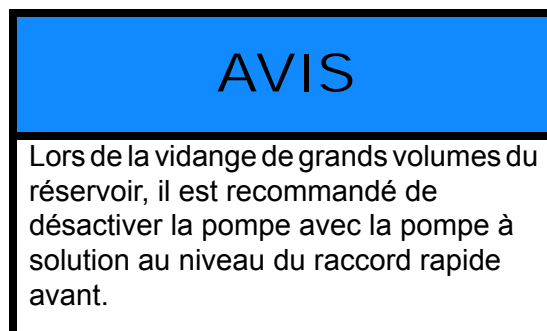 AVIS
Lors de la vidange de grands volumes du
réservoir, il est recommandé de
désactiver la pompe avec la pompe à
solution au niveau du raccord rapide
avant.